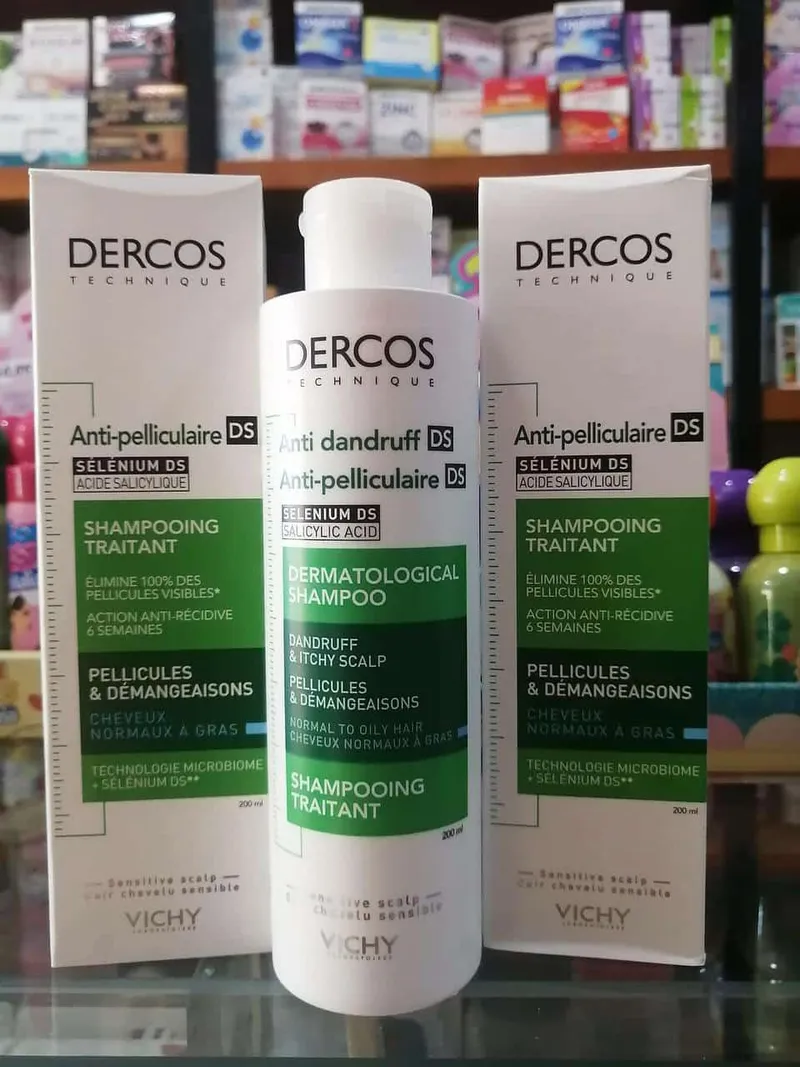 DERCOS
TECHNIQUE
Anti-pelliculaire DS
SÉLÉNIUM DS
ACIDE SALICYLIQUE
SHAMPOOING
TRAITANT
ÉLIMINE 100% DES
PELLICULES VISIBLES*
ACTION ANTI-RÉCIDIVE
6 SEMAINES
PELLICULES
& DÉMANGEAISONS
CHEVEUX
NORMAUX À GRAS
TECHNOLOGIE MICROBIOME
+ SÉLÉNIUM DS**
200 ml
Sensitive scalp
Cuir chevelu sensible
VICHY
LABORATOIRES
DERCOS
TECHNIQUE
Anti dandruff DS
Anti-pelliculaire DS
SELENIUM DS
SALICYLIC ACID
DERMATOLOGICAL
SHAMPOO
DANDRUFF
& ITCHY SCALP
PELLICULES
& DÉMANGEAISONS
NORMAL TO OILY HAIR
CHEVEUX NORMAUX À GRAS
SHAMPOOING
TRAITANT
200 ml
scalp
chevelu sensible
VICHY
LABORATOIRES
DERCOS
TECHNIQUE
Anti-pelliculaire DS
SÉLÉNIUM DS
ACIDE SALICYLIQUE
SHAMPOOING
TRAITANT
ÉLIMINE 100% DES
PELLICULES VISIBLES*
ACTION ANTI-RÉCIDIVE
6 SEMAINES
PELLICULES
& DÉMANGEAISONS
CHEVEUX
NORMAUX À GRAS
TECHNOLOGIE MICROBIOME
+ SÉLÉNIUM DS**
200 ml
Sensitive scalp
Cuir chevelu sensible
VICHY
LABORATOIRES